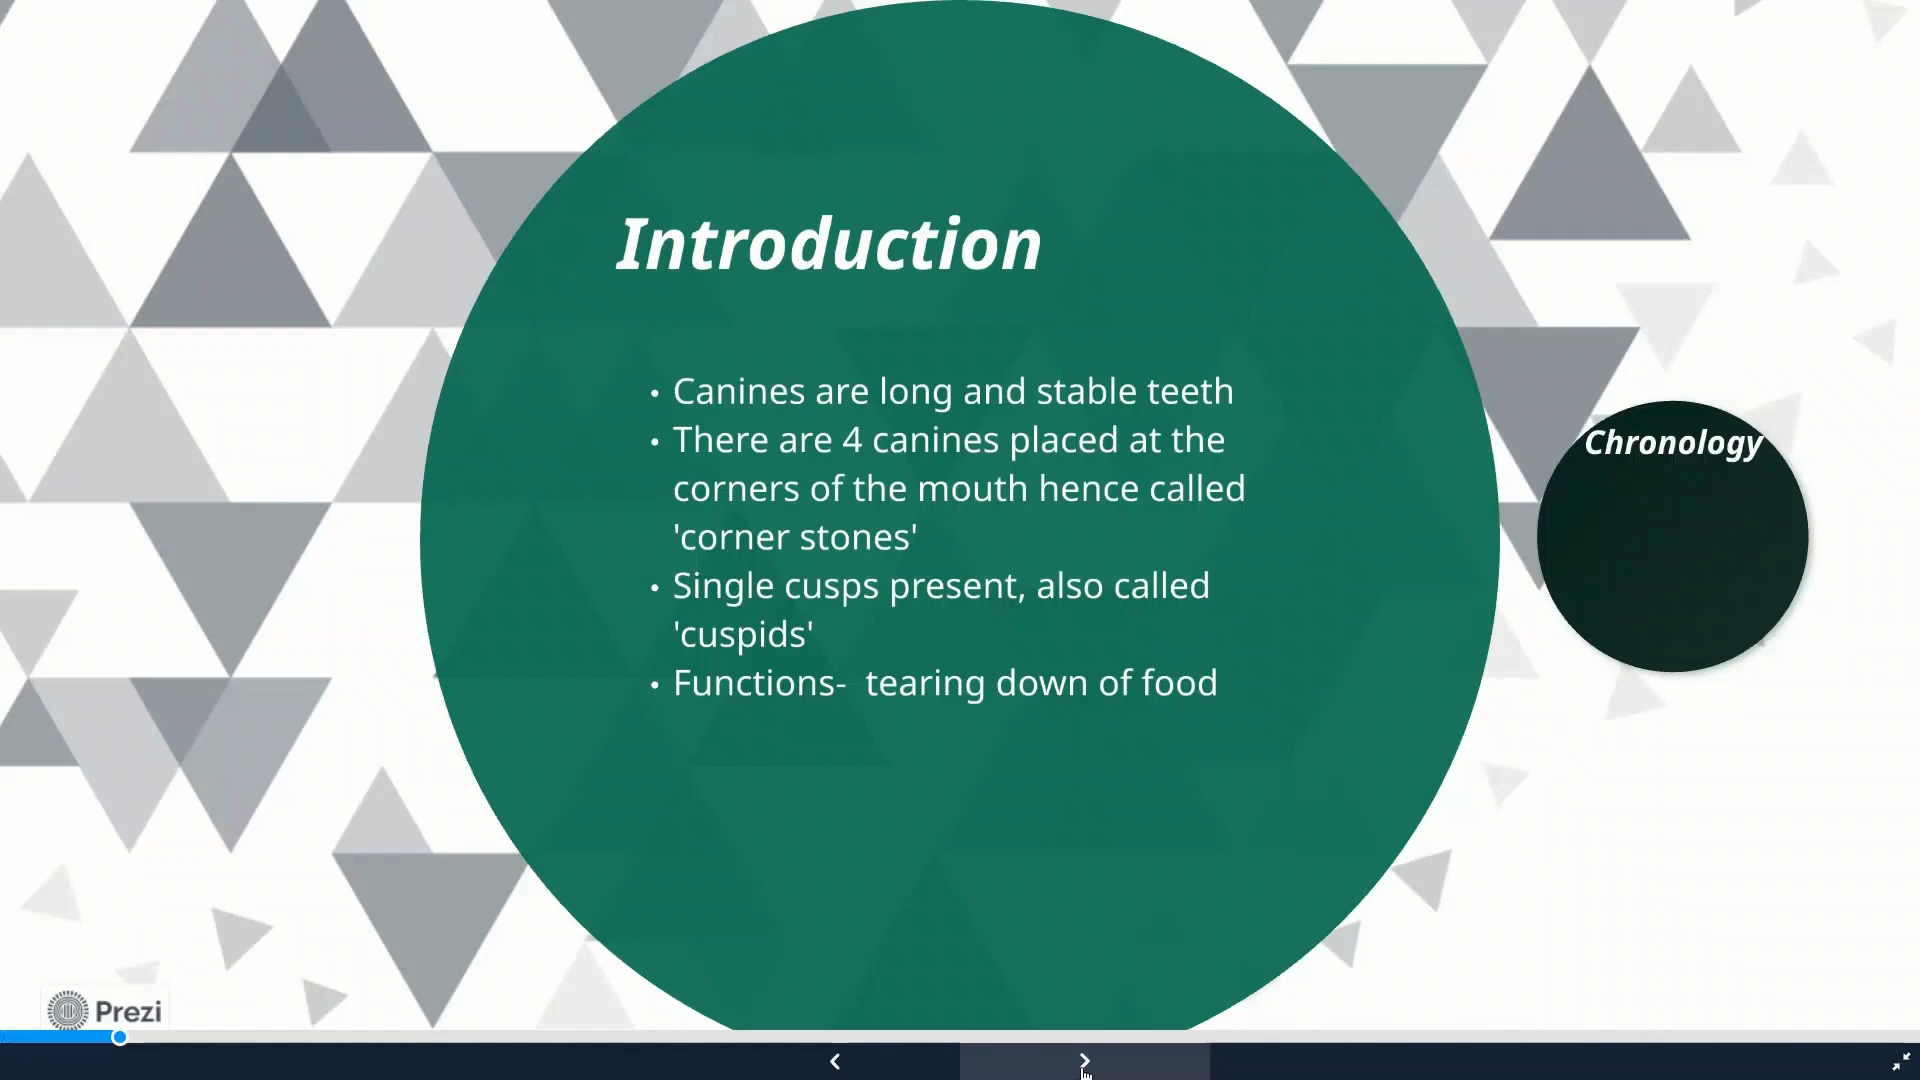 Introduction
• Canines are long and stable teeth
• There are 4 canines placed at the
corners of the mouth hence called
'corner stones'
• Single cusps present, also called
'cuspids'
• Functions-  tearing down of food
Chronology
Prezi